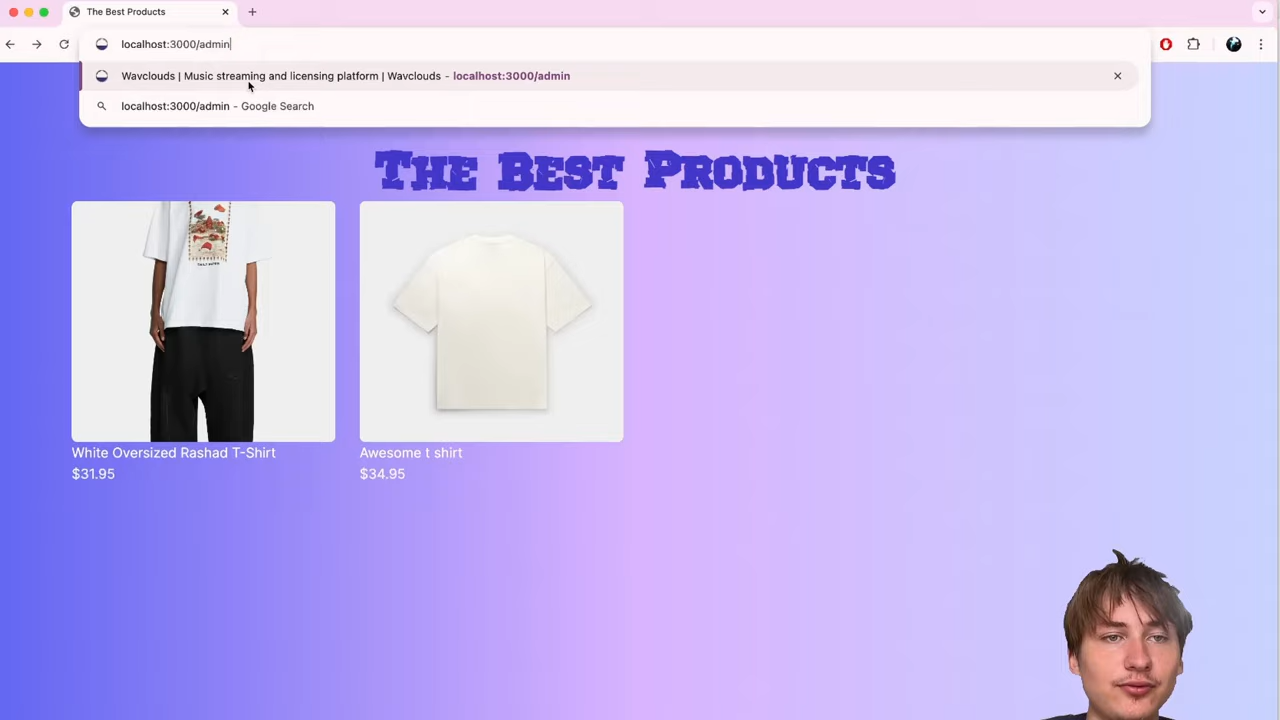 The Best Products
localhost:3000/admin
Wavclouds | Music streaming and licensing platform | Wavclouds - localhost:3000/admin
localhost:3000/admin - Google Search
The Best Products
White Oversized Rashad T-Shirt
$31.95
Awesome t shirt
$34.95